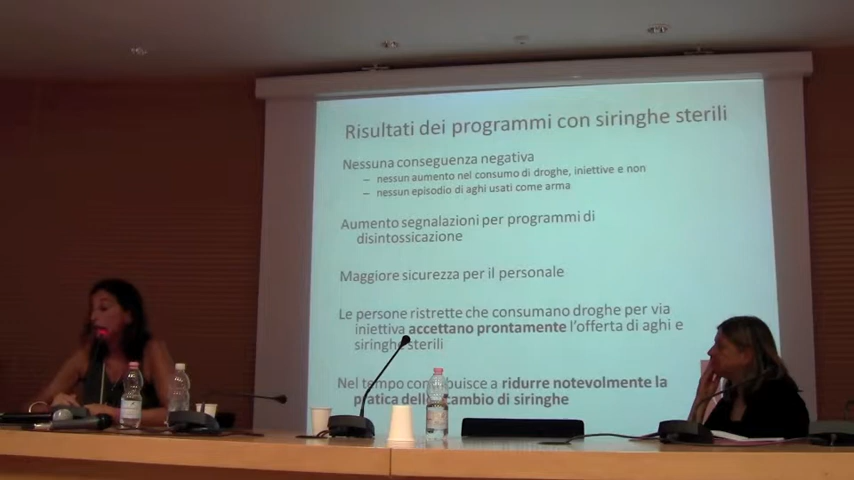 Risultati dei programmi con siringhe sterili
Nessuna conseguenza negativa
– nessun aumento nel consumo di droghe, iniettive e non
– nessun episodio di aghi usati come arma
Aumento segnalazioni per programmi di
disintossicazione
Maggiore sicurezza per il personale
Le persone ristrette che consumano droghe per via
iniettiva accettano prontamente l'offerta di aghi e
siringhe sterili
Nel tempo contribuisce a ridurre notevolmente la
pratica dello scambio di siringhe